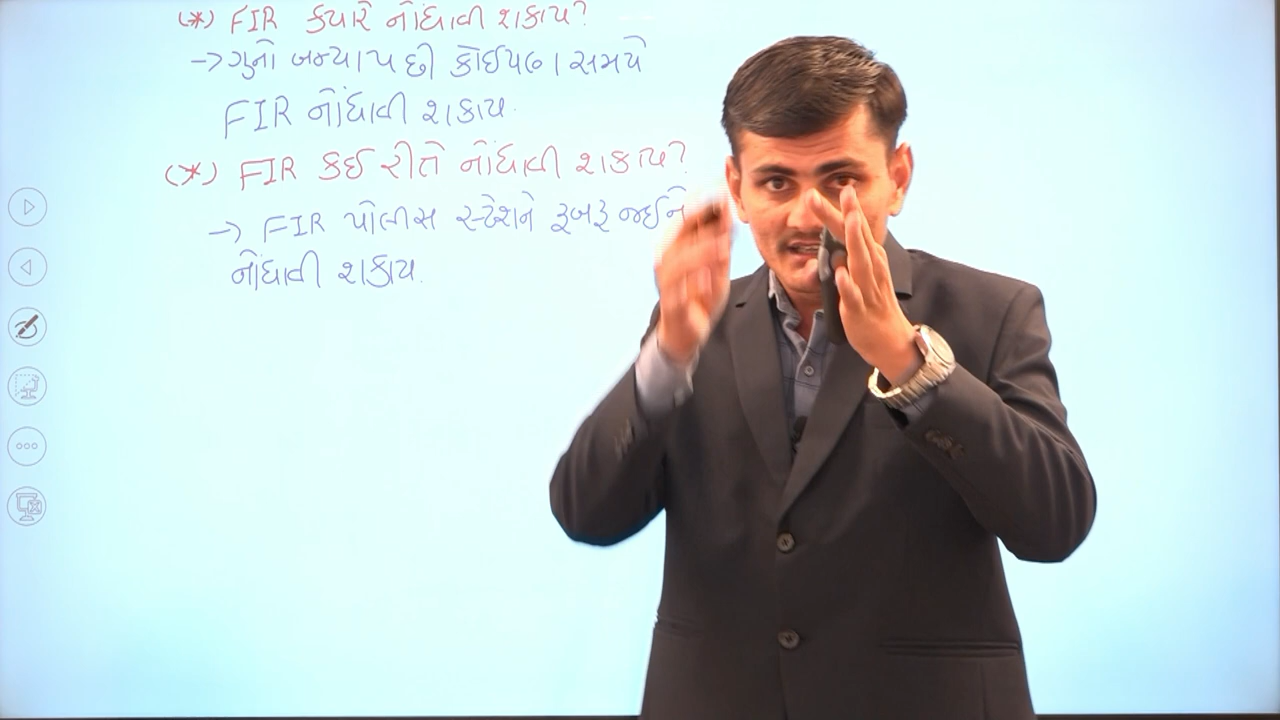 (*) FIR ક્યારે નોંધાવી શકાય?
→ ગુનો બન્યા પછી કોઈપણ સમયે
FIR નોંધાવી શકાય.
(*) FIR કઈ રીતે નોંધાવી શકાય?
→ FIR પોલીસ સ્ટેશને રૂબરૂ જઈને
નોંધાવી શકાય.